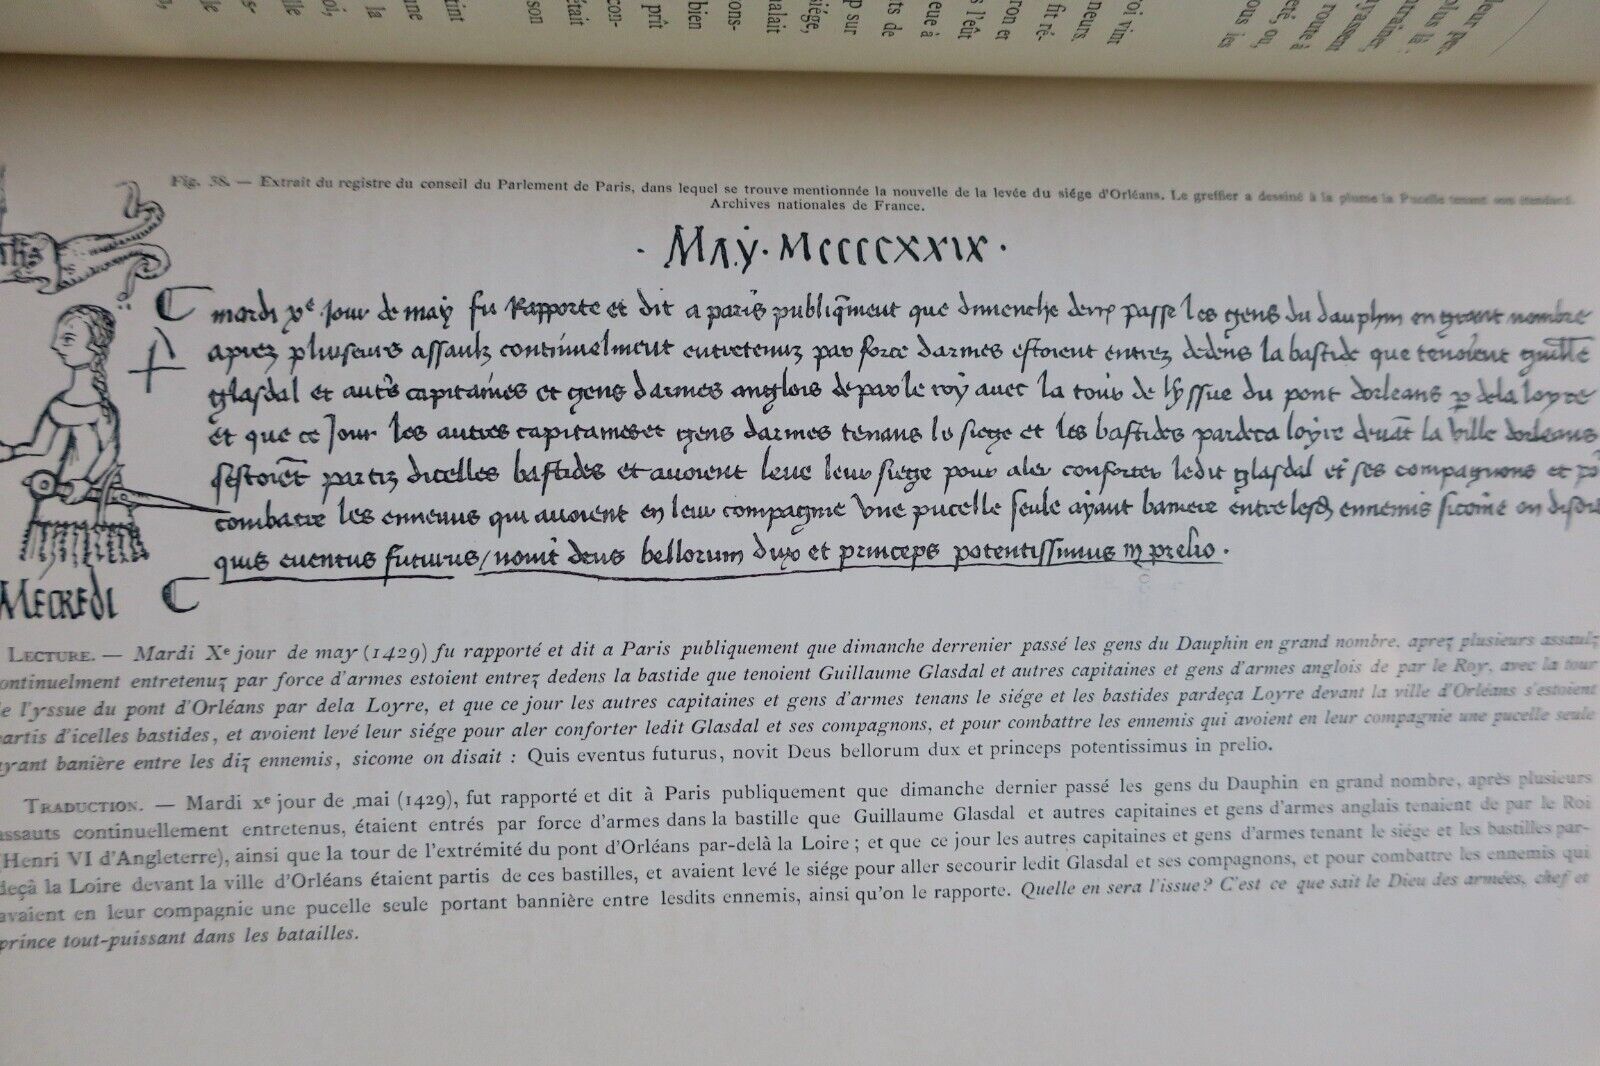 Fig. 38. — Extrait du registre du conseil du Parlement de Paris, dans lequel se trouve mentionnée la nouvelle de la levée du siége d'Orléans. Le greffier a dessiné à la plume la Pucelle tenant son étendard.
Archives nationales de France.
· MAY · MCCCCXXIX ·
mardi xe jour de may fu Rapporte et dit a paris publiqment que dimenche derr passe les gens du dauphin en grant nombre
aprez pluseurs assaulz continuelment entretenuz par force darmes estoient entrez dedens la bastide que tenoient guille
glasdal et autrs capitaines et gens darmes anglois de par le roy avec la tour de lyssue du pont dorleans p dela loyre
et que ce Jour les autres capitaines et gens darmes tenans le siege et les bastides pardeca loyre devāt la ville dorleans
sestoiēt partiz dicelles bastides et avoient leve leur siege pour aler conforter ledit glasdal et ses compagnons et po
combatre les ennemis qui avoient en leur compagnie une pucelle seule ayant baniere entre lesd ennemis sicome on disoit
quis eventus futurus / novit deus bellorum dux et princeps potentissimus in prelio ·
MECREDI
LECTURE. — Mardi Xe jour de may (1429) fu rapporté et dit a Paris publiquement que dimanche derrenier passé les gens du Dauphin en grand nombre, aprez plusieurs assaulz
ontinuelment entretenuz par force d'armes estoient entrez dedens la bastide que tenoient Guillaume Glasdal et autres capitaines et gens d'armes anglois de par le Roy, avec la tour
e l'yssue du pont d'Orléans par dela Loyre, et que ce jour les autres capitaines et gens d'armes tenans le siége et les bastides pardeça Loyre devant la ville d'Orléans s'estoient
artis d'icelles bastides, et avoient levé leur siége pour aler conforter ledit Glasdal et ses compagnons, et pour combattre les ennemis qui avoient en leur compagnie une pucelle seule
ayant banière entre les diz ennemis, sicome on disait : Quis eventus futurus, novit Deus bellorum dux et princeps potentissimus in prelio.
TRADUCTION. — Mardi xe jour de mai (1429), fut rapporté et dit à Paris publiquement que dimanche dernier passé les gens du Dauphin en grand nombre, après plusieurs
assauts continuellement entretenus, étaient entrés par force d'armes dans la bastille que Guillaume Glasdal et autres capitaines et gens d'armes anglais tenaient de par le Roi
(Henri VI d'Angleterre), ainsi que la tour de l'extrémité du pont d'Orléans par-delà la Loire ; et que ce jour les autres capitaines et gens d'armes tenant le siége et les bastilles par-
deçà la Loire devant la ville d'Orléans étaient partis de ces bastilles, et avaient levé le siége pour aller secourir ledit Glasdal et ses compagnons, et pour combattre les ennemis qui
avaient en leur compagnie une pucelle seule portant bannière entre lesdits ennemis, ainsi qu'on le rapporte. Quelle en sera l'issue ? C'est ce que sait le Dieu des armées, chef et
prince tout-puissant dans les batailles.